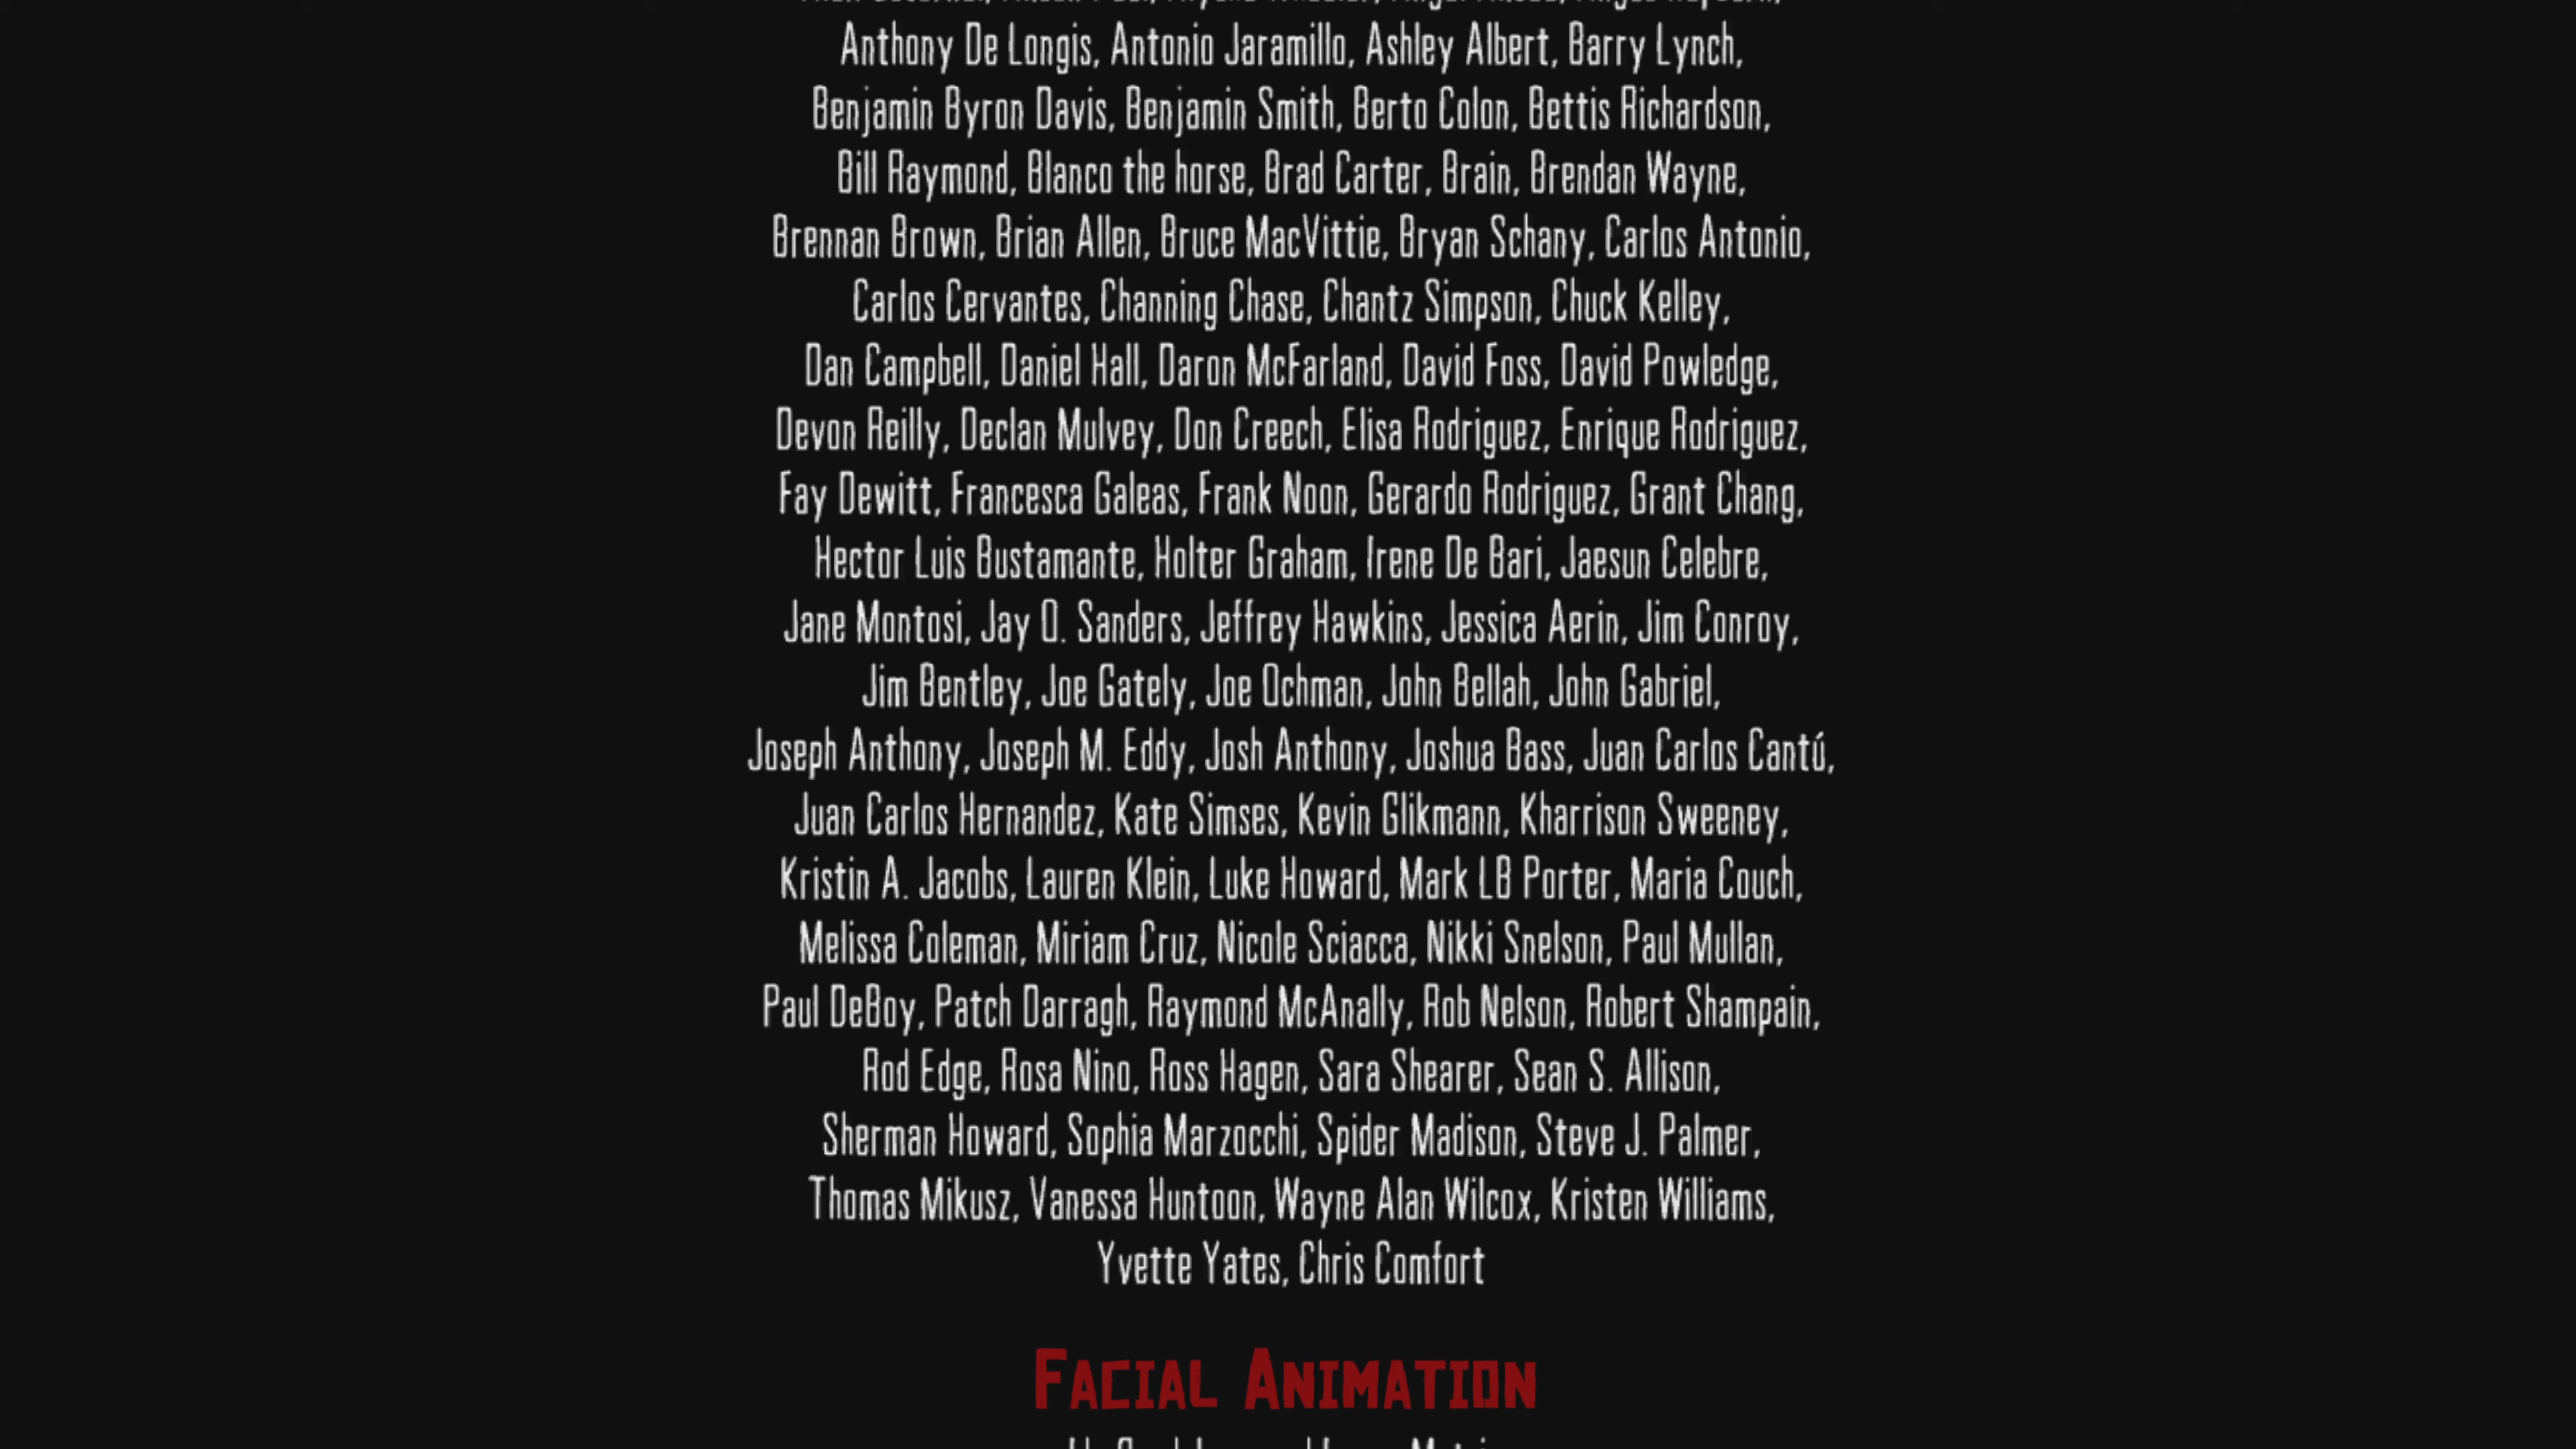 Anthony De Longis, Antonio Jaramillo, Ashley Albert, Barry Lynch,
Benjamin Byron Davis, Benjamin Smith, Berto Colon, Bettis Richardson,
Bill Raymond, Blanco the horse, Brad Carter, Brain, Brendan Wayne,
Brennan Brown, Brian Allen, Bruce MacVittie, Bryan Schany, Carlos Antonio,
Carlos Cervantes, Channing Chase, Chantz Simpson, Chuck Kelley,
Dan Campbell, Daniel Hall, Daron McFarland, David Foss, David Powledge,
Devon Reilly, Declan Mulvey, Don Creech, Elisa Rodriguez, Enrique Rodriguez,
Fay Dewitt, Francesca Galeas, Frank Noon, Gerardo Rodriguez, Grant Chang,
Hector Luis Bustamante, Holter Graham, Irene De Bari, Jaesun Celebre,
Jane Montosi, Jay O. Sanders, Jeffrey Hawkins, Jessica Aerin, Jim Conroy,
Jim Bentley, Joe Gately, Joe Ochman, John Bellah, John Gabriel,
Joseph Anthony, Joseph M. Eddy, Josh Anthony, Joshua Bass, Juan Carlos Cantú,
Juan Carlos Hernandez, Kate Simses, Kevin Glikmann, Kharrison Sweeney,
Kristin A. Jacobs, Lauren Klein, Luke Howard, Mark LB Porter, Maria Couch,
Melissa Coleman, Miriam Cruz, Nicole Sciacca, Nikki Snelson, Paul Mullan,
Paul DeBoy, Patch Darragh, Raymond McAnally, Rob Nelson, Robert Shampain,
Rod Edge, Rosa Nino, Ross Hagen, Sara Shearer, Sean S. Allison,
Sherman Howard, Sophia Marzocchi, Spider Madison, Steve J. Palmer,
Thomas Mikusz, Vanessa Huntoon, Wayne Alan Wilcox, Kristen Williams,
Yvette Yates, Chris Comfort
FACIAL ANIMATION